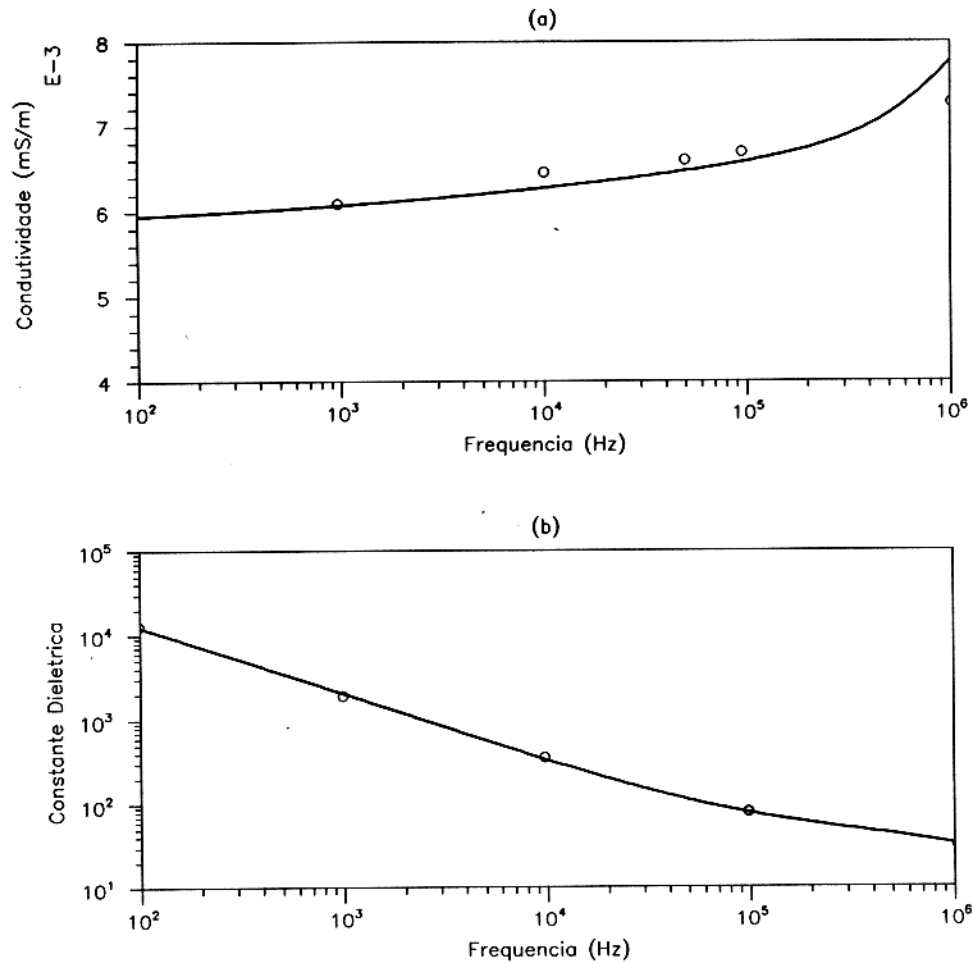 (a)
Condutividade (mS/m)
E-3
8
7
6
5
4
10²
10³
10⁴
10⁵
10⁶
Frequencia (Hz)
(b)
Constante Dieletrica
10⁵
10⁴
10³
10²
10¹
10²
10³
10⁴
10⁵
10⁶
Frequencia (Hz)